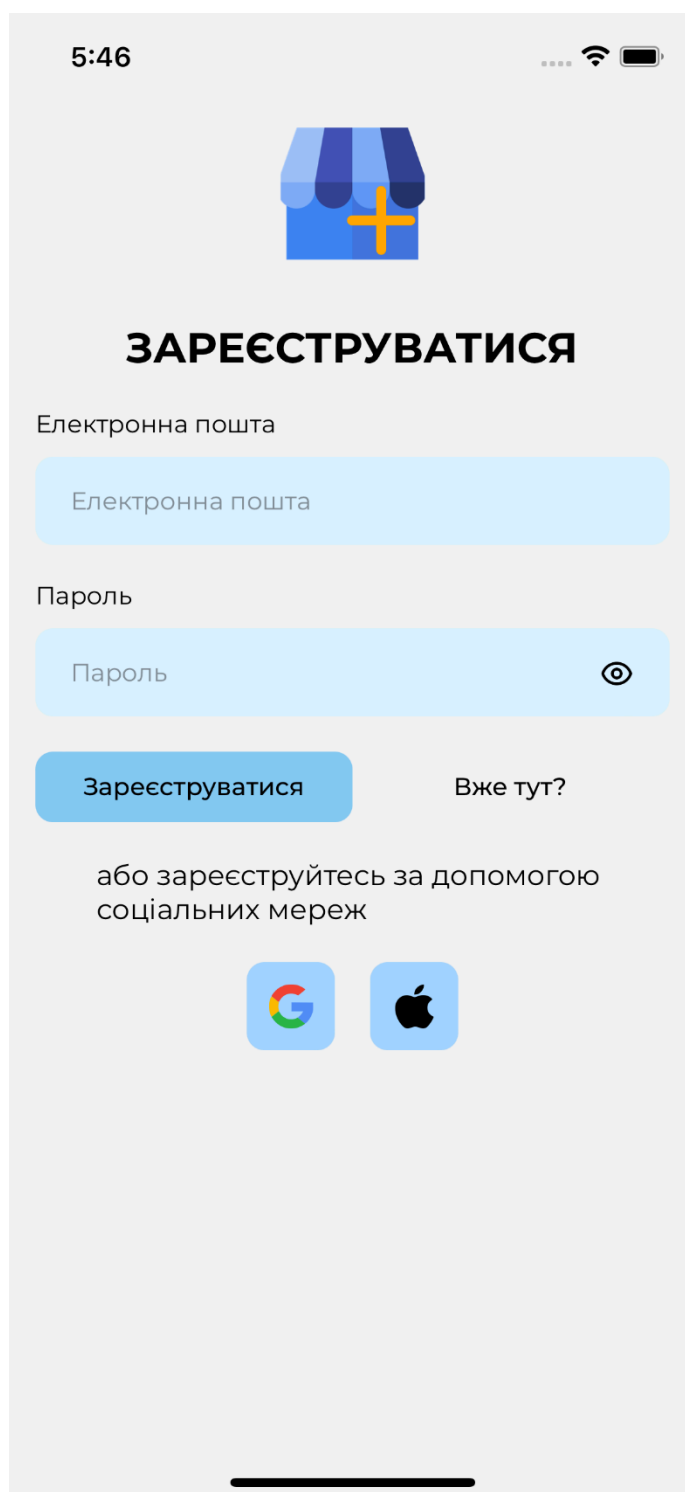 5:46
ЗАРЕЄСТРУВАТИСЯ
Електронна пошта
Електронна пошта
Пароль
Пароль
Зареєструватися
Вже тут?
або зареєструйтесь за допомогою
соціальних мереж